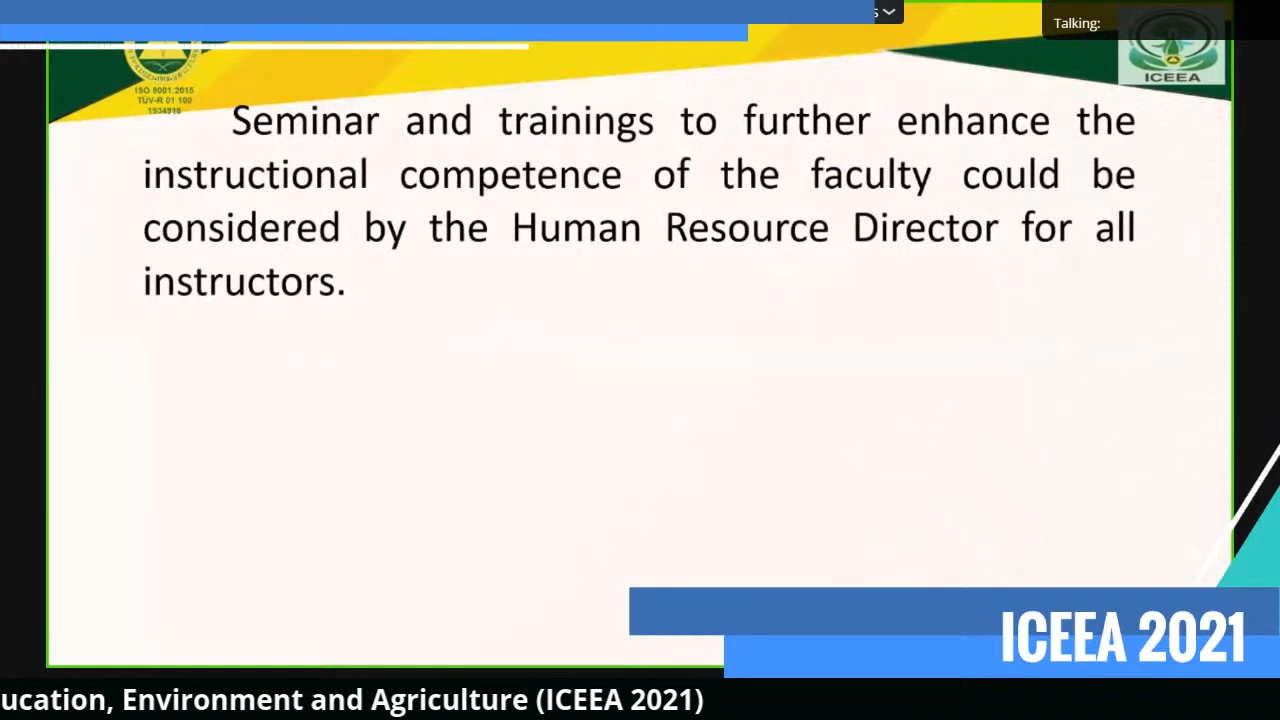 s
Talking:
ISO 9001:2015
TÜV-R 01 100
1934918
ICEEA
Seminar and trainings to further enhance the
instructional competence of the faculty could be
considered by the Human Resource Director for all
instructors.
ICEEA 2021
ucation, Environment and Agriculture (ICEEA 2021)